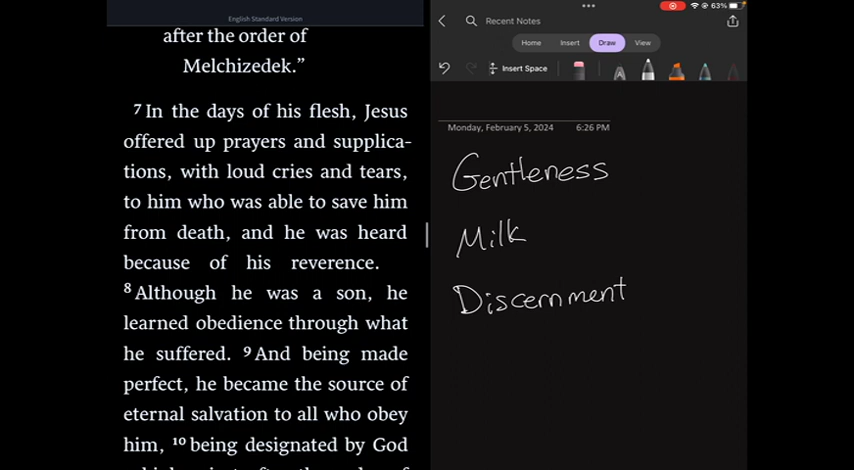 English Standard Version
after the order of
Melchizedek.”
7 In the days of his flesh, Jesus
offered up prayers and supplica-
tions, with loud cries and tears,
to him who was able to save him
from death, and he was heard
because of his reverence.
8 Although he was a son, he
learned obedience through what
he suffered. 9 And being made
perfect, he became the source of
eternal salvation to all who obey
him, 10 being designated by God
Recent Notes
63%
Home Insert Draw View
Insert Space
Monday, February 5, 2024 6:26 PM
Gentleness
Milk
Discernment